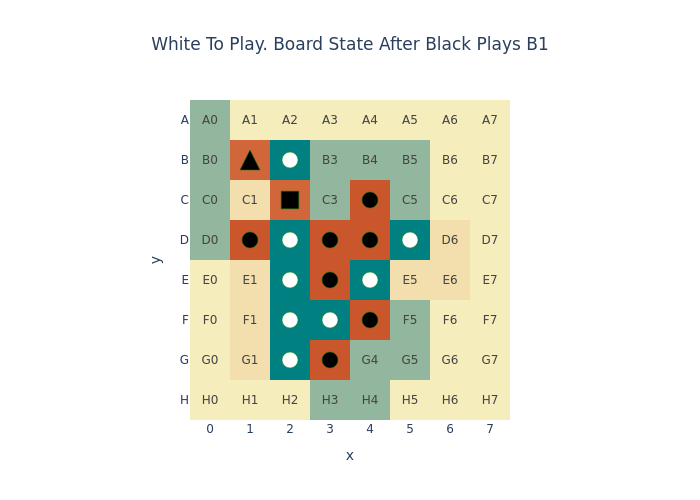 White To Play. Board State After Black Plays B1
A A0 A1 A2 A3 A4 A5 A6 A7
B B0 B3 B4 B5 B6 B7
C C0 C1 C3 C5 C6 C7
D D0 D6 D7
y
E E0 E1 E5 E6 E7
F F0 F1 F5 F6 F7
G G0 G1 G4 G5 G6 G7
H H0 H1 H2 H3 H4 H5 H6 H7
0 1 2 3 4 5 6 7
x